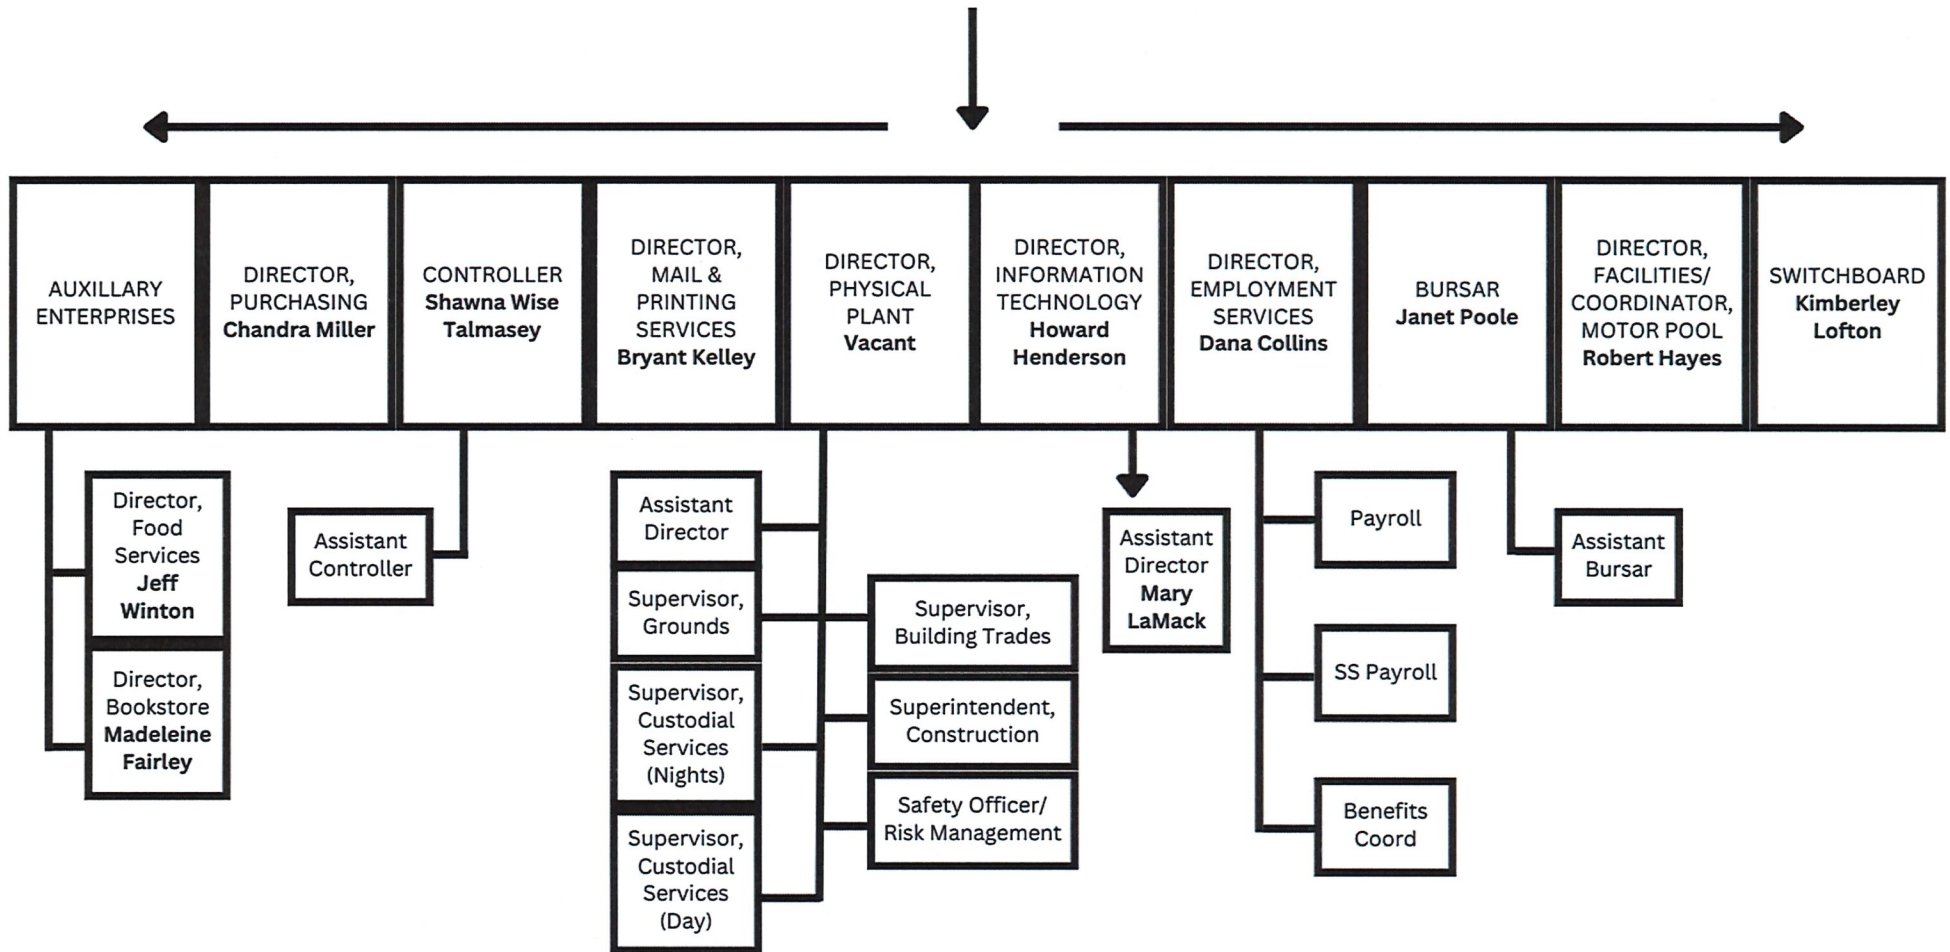 AUXILLARY
ENTERPRISES
DIRECTOR,
PURCHASING
Chandra Miller
CONTROLLER
Shawna Wise
Talmasey
DIRECTOR,
MAIL &
PRINTING
SERVICES
Bryant Kelley
DIRECTOR,
PHYSICAL
PLANT
Vacant
DIRECTOR,
INFORMATION
TECHNOLOGY
Howard
Henderson
DIRECTOR,
EMPLOYMENT
SERVICES
Dana Collins
BURSAR
Janet Poole
DIRECTOR,
FACILITIES/
COORDINATOR,
MOTOR POOL
Robert Hayes
SWITCHBOARD
Kimberley
Lofton
Director,
Food
Services
Jeff
Winton
Director,
Bookstore
Madeleine
Fairley
Assistant
Controller
Assistant
Director
Supervisor,
Grounds
Supervisor,
Custodial
Services
(Nights)
Supervisor,
Custodial
Services
(Day)
Supervisor,
Building Trades
Superintendent,
Construction
Safety Officer/
Risk Management
Assistant
Director
Mary
LaMack
Payroll
SS Payroll
Benefits
Coord
Assistant
Bursar